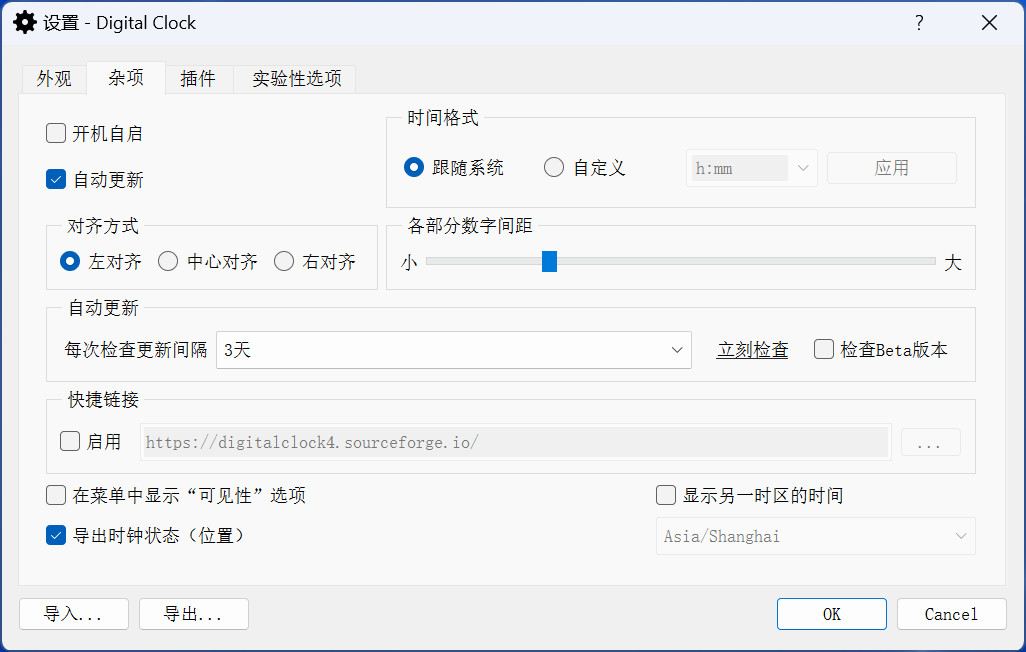 设置 - Digital Clock
?
外观 杂项 插件 实验性选项
开机自启
自动更新
时间格式
跟随系统 自定义 h:mm 应用
对齐方式
左对齐 中心对齐 右对齐
各部分数字间距
小 大
自动更新
每次检查更新间隔 3天 立刻检查 检查Beta版本
快捷链接
启用 https://digitalclock4.sourceforge.io/ ...
在菜单中显示“可见性”选项
导出时钟状态（位置）
显示另一时区的时间
Asia/Shanghai
导入... 导出... OK Cancel